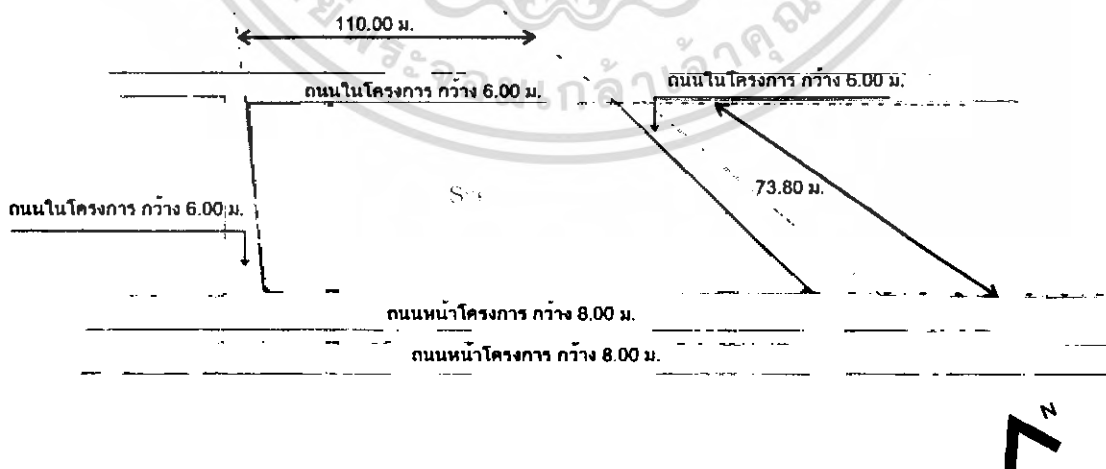 110.00 ม.
ถนนในโครงการ กว้าง 6.00 ม.
ถนนในโครงการ กว้าง 6.00 ม.
73.80 ม.
ถนนในโครงการ กว้าง 6.00 ม.
ถนนหน้าโครงการ กว้าง 8.00 ม.
ถนนหน้าโครงการ กว้าง 8.00 ม.
N